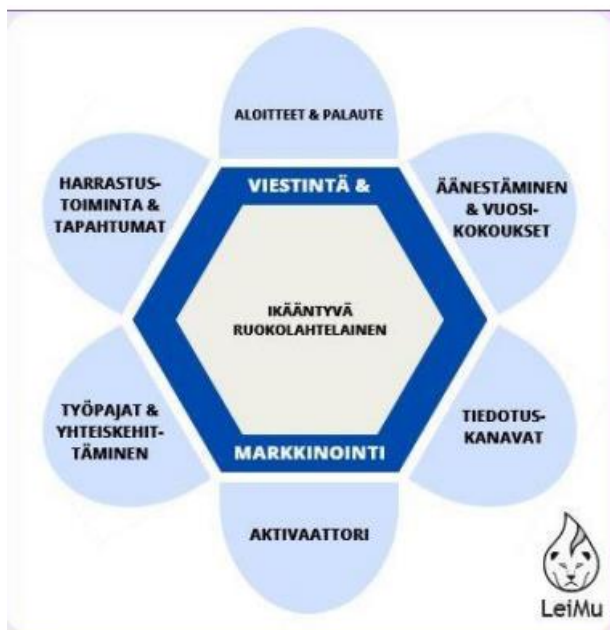 ALOITTEET & PALAUTE
HARRASTUS-
TOIMINTA &
TAPAHTUMAT
VIESTINTÄ &
ÄÄNESTÄMINEN
& VUOSI-
KOKOUKSET
IKÄÄNTYVÄ
RUOKOLAHTELAINEN
TYÖPAJAT &
YHTEISKEHIT-
TÄMINEN
TIEDOTUS-
KANAVAT
MARKKINOINTI
AKTIVAATTORI
LeiMu